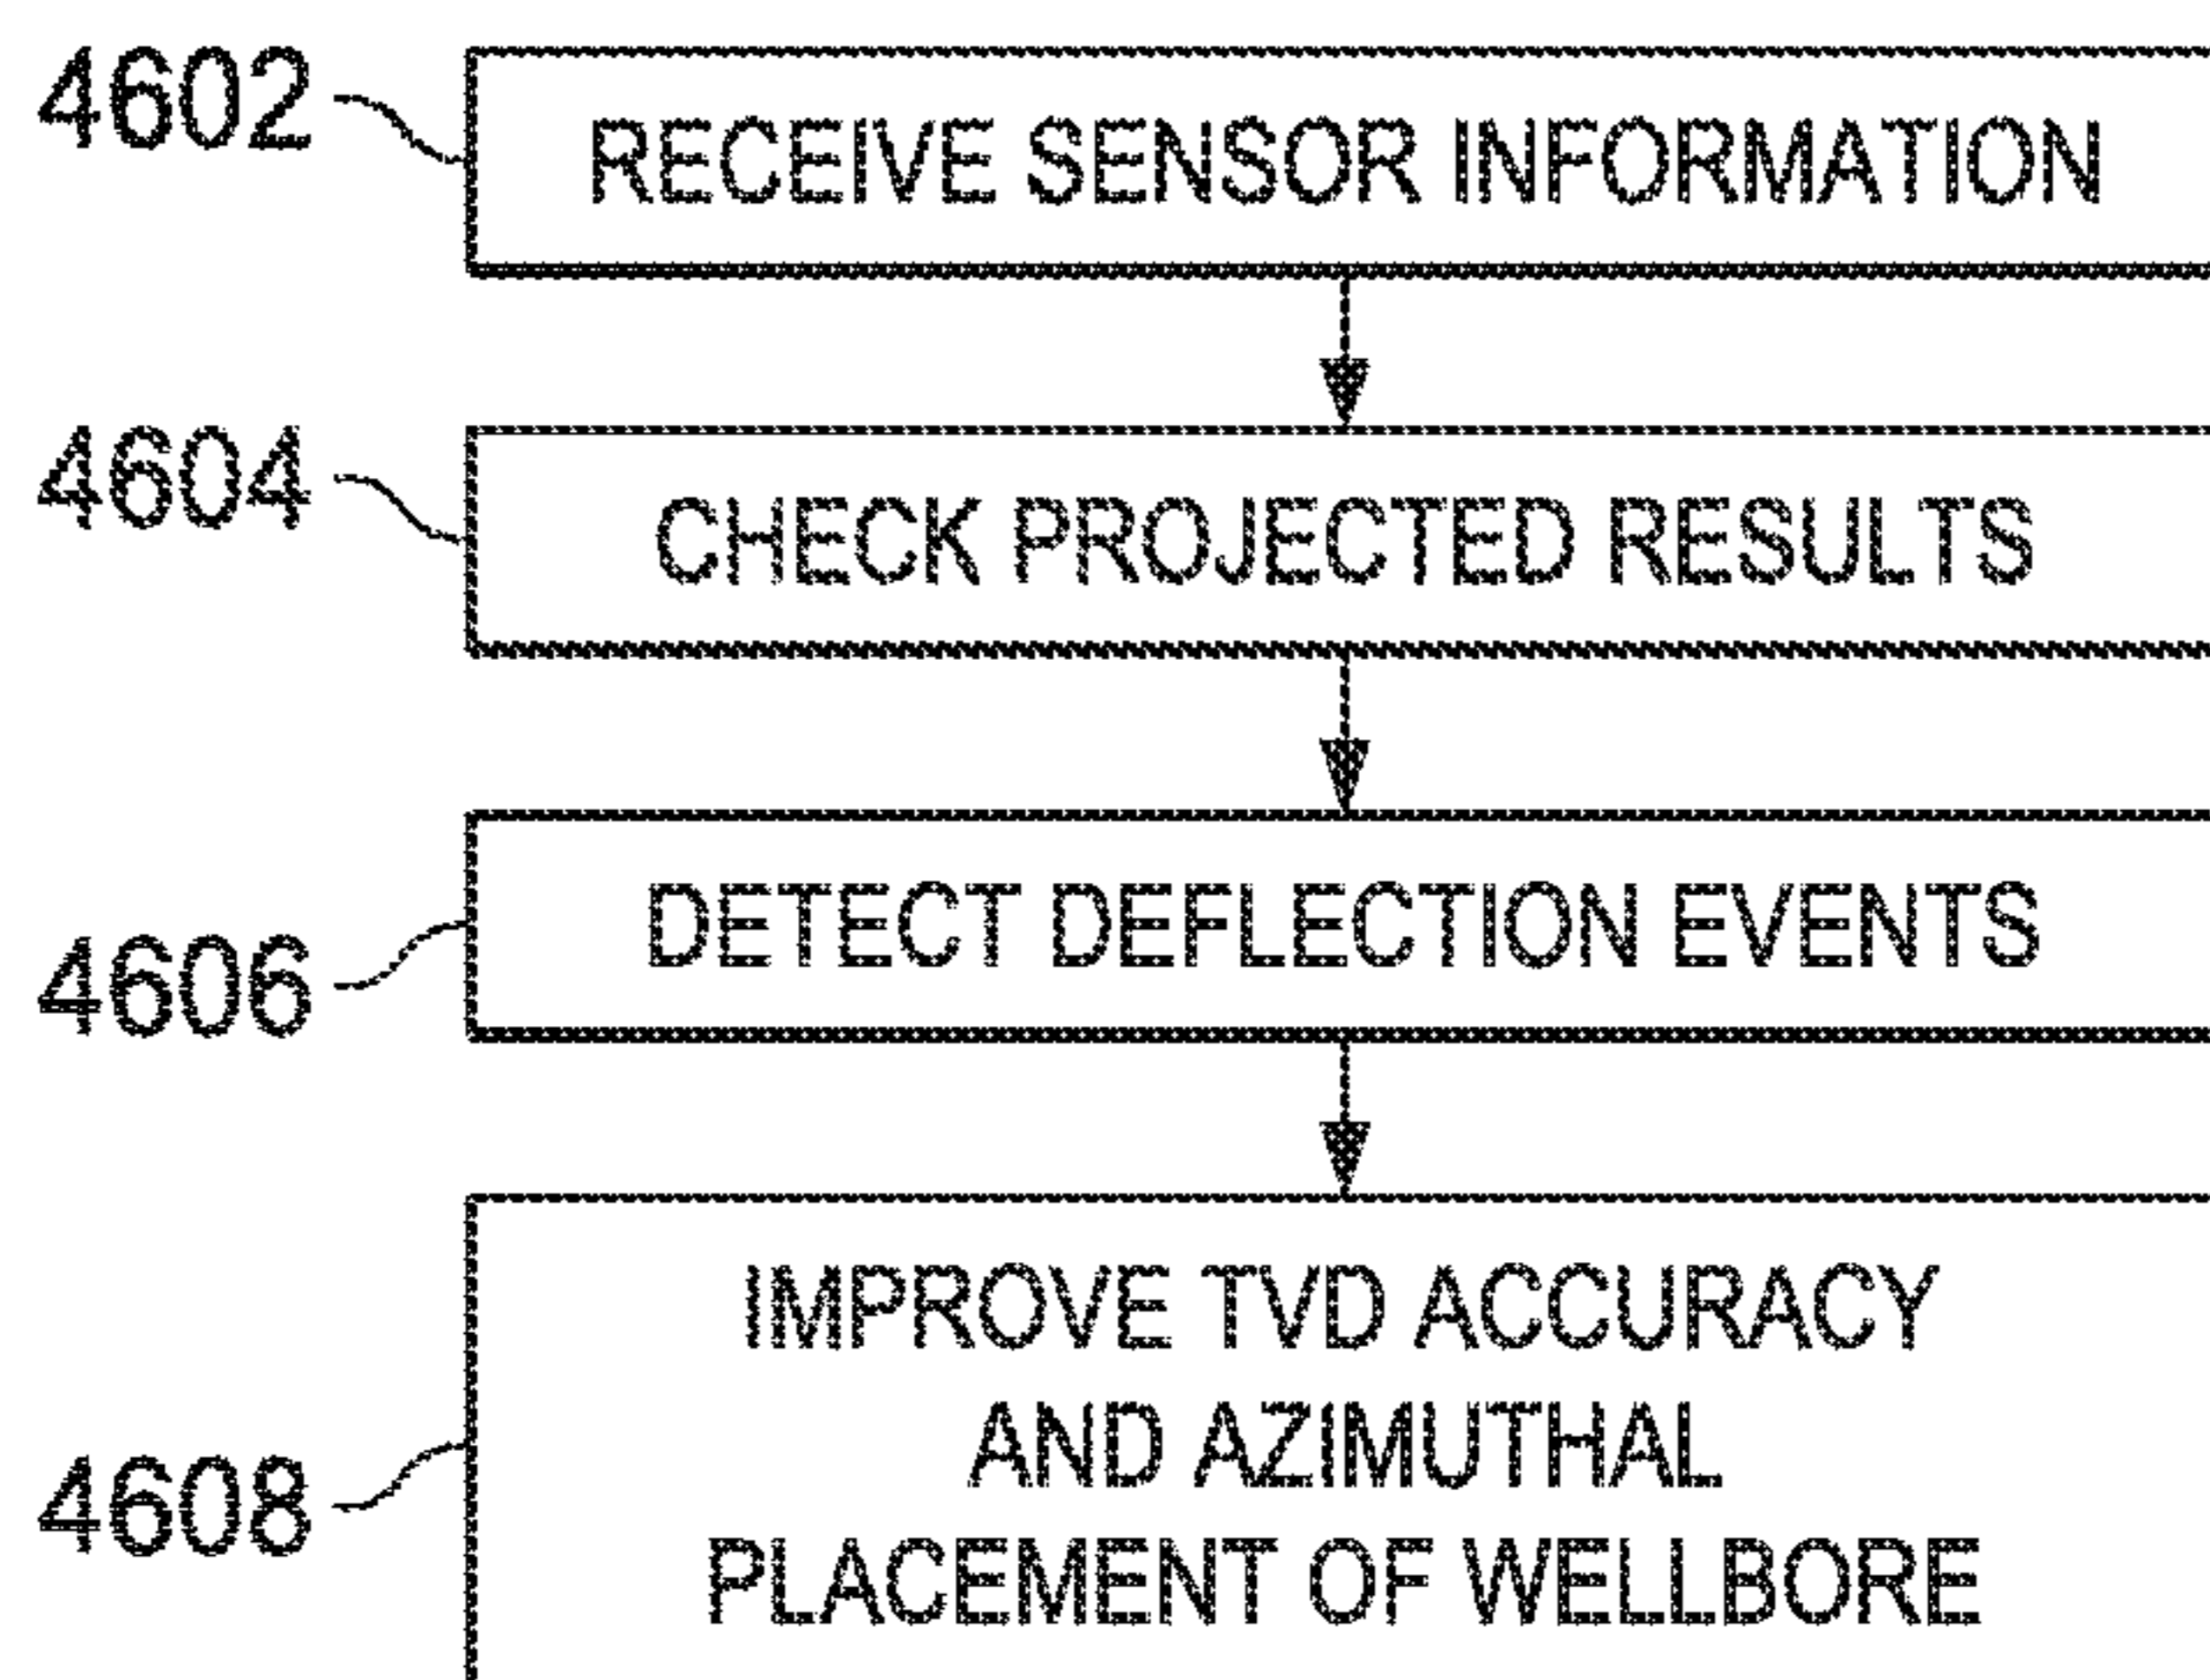 4602
RECEIVE SENSOR INFORMATION
4604
CHECK PROJECTED RESULTS
4606
DETECT DEFLECTION EVENTS
4608
IMPROVE TVD ACCURACY
AND AZIMUTHAL
PLACEMENT OF WELLBORE